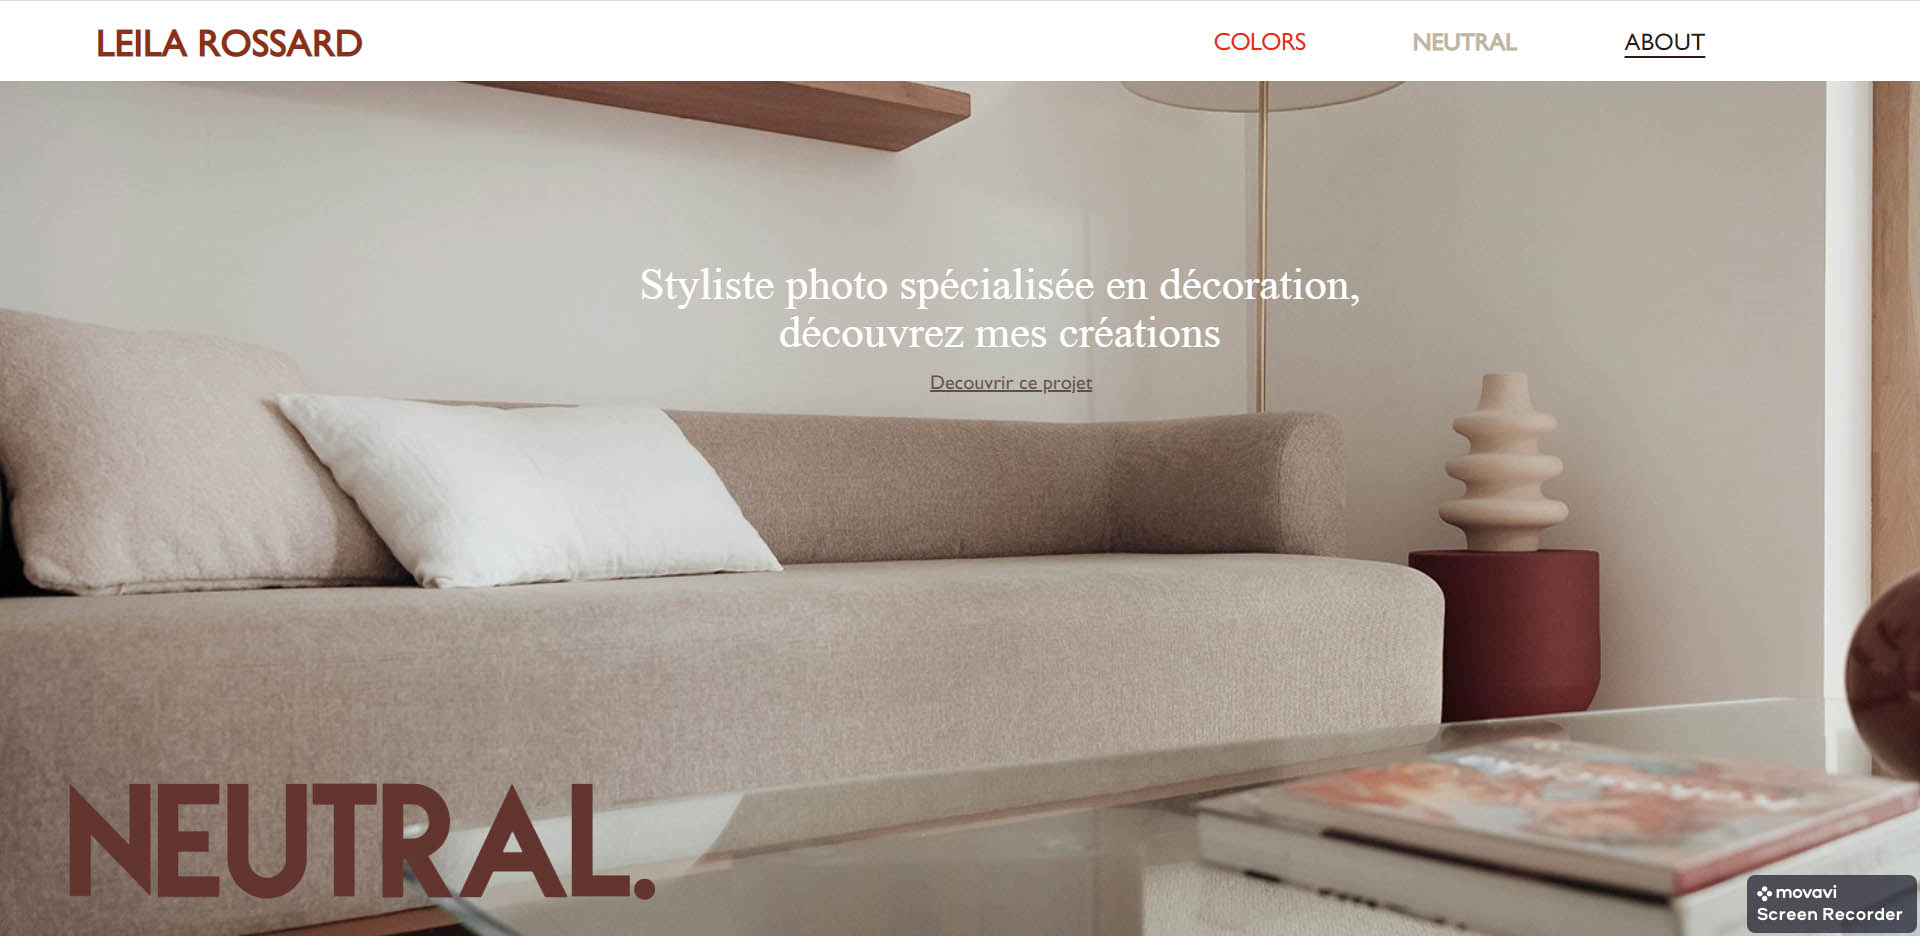 LEILA ROSSARD
COLORS
NEUTRAL
ABOUT
Styliste photo spécialisée en décoration,
découvrez mes créations
Decouvrir ce projet
NEUTRAL.
movavi
Screen Recorder